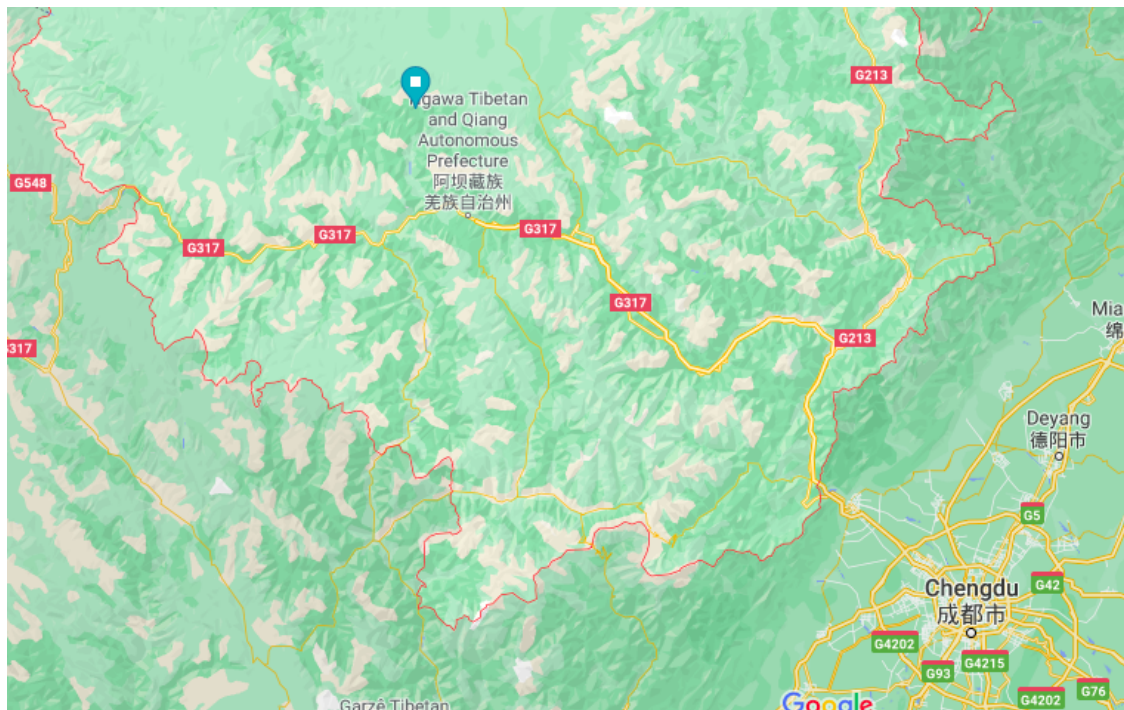 G213
Ngawa Tibetan
and Qiang
Autonomous
Prefecture
阿坝藏族
羌族自治州
G548
G317
G317
G317
G317
G213
317
Mia
绵
Deyang
德阳市
G5
Chengdu
成都市
G42
G4202
G4215
G93
G76
G4202
Garzê Tibetan
Google